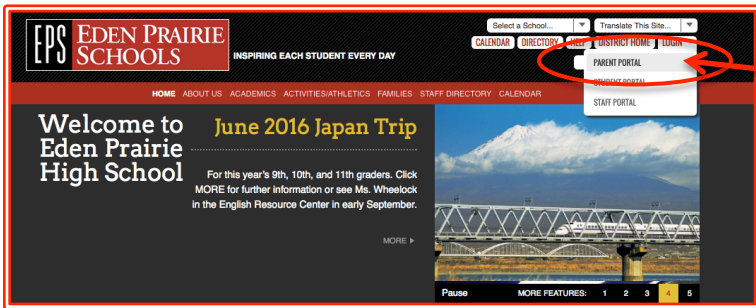 Select a School...
Translate This Site...
EPS EDEN PRAIRIE SCHOOLS
INSPIRING EACH STUDENT EVERY DAY
CALENDAR DIRECTORY HELP DISTRICT HOME LOGIN
PARENT PORTAL
STUDENT PORTAL
STAFF PORTAL
HOME ABOUT US ACADEMICS ACTIVITIES/ATHLETICS FAMILIES STAFF DIRECTORY CALENDAR
Welcome to
Eden Prairie
High School
June 2016 Japan Trip
For this year's 9th, 10th, and 11th graders. Click
MORE for further information or see Ms. Wheelock
in the English Resource Center in early September.
MORE
Pause MORE FEATURES: 1 2 3 4 5